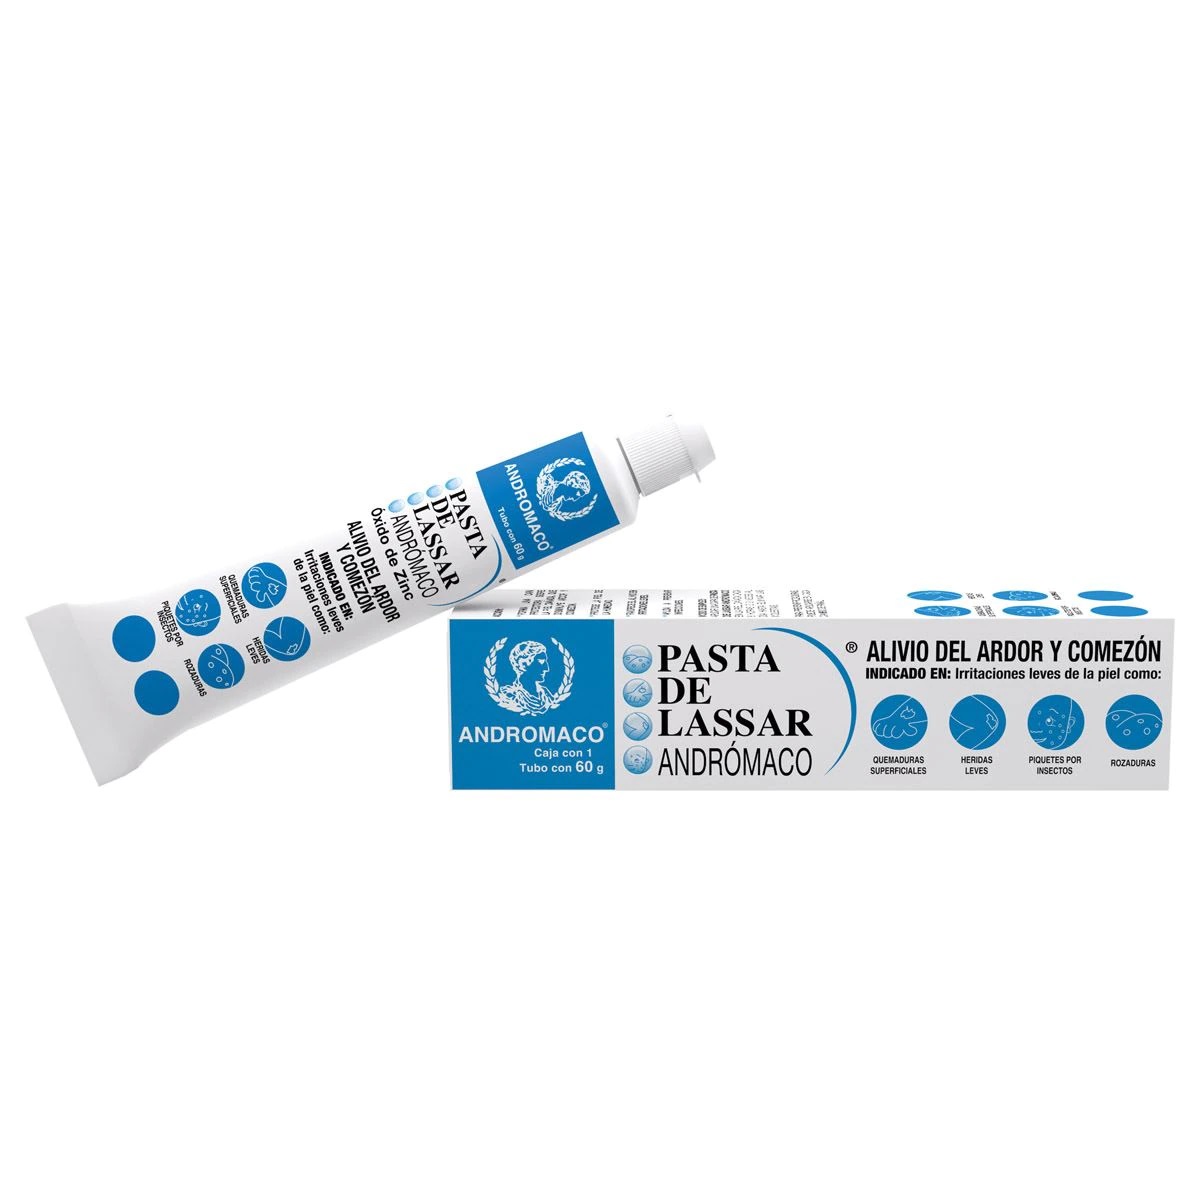 ANDROMACO®
Tubo con 60 g
PASTA
DE
LASSAR
ANDRÓMACO
®
Óxido de Zinc
ALIVIO DEL ARDOR
Y COMEZON
INDICADO EN:
Irritaciones leves
de la piel como:
QUEMADURAS
SUPERFICIALES
HERIDAS
LEVES
PIQUETES POR
INSECTOS
ROZADURAS
ANDROMACO®
Caja con 1
Tubo con 60 g
PASTA
DE
LASSAR
ANDRÓMACO
® ALIVIO DEL ARDOR Y COMEZÓN
INDICADO EN: Irritaciones leves de la piel como:
QUEMADURAS
SUPERFICIALES
HERIDAS
LEVES
PIQUETES POR
INSECTOS
ROZADURAS